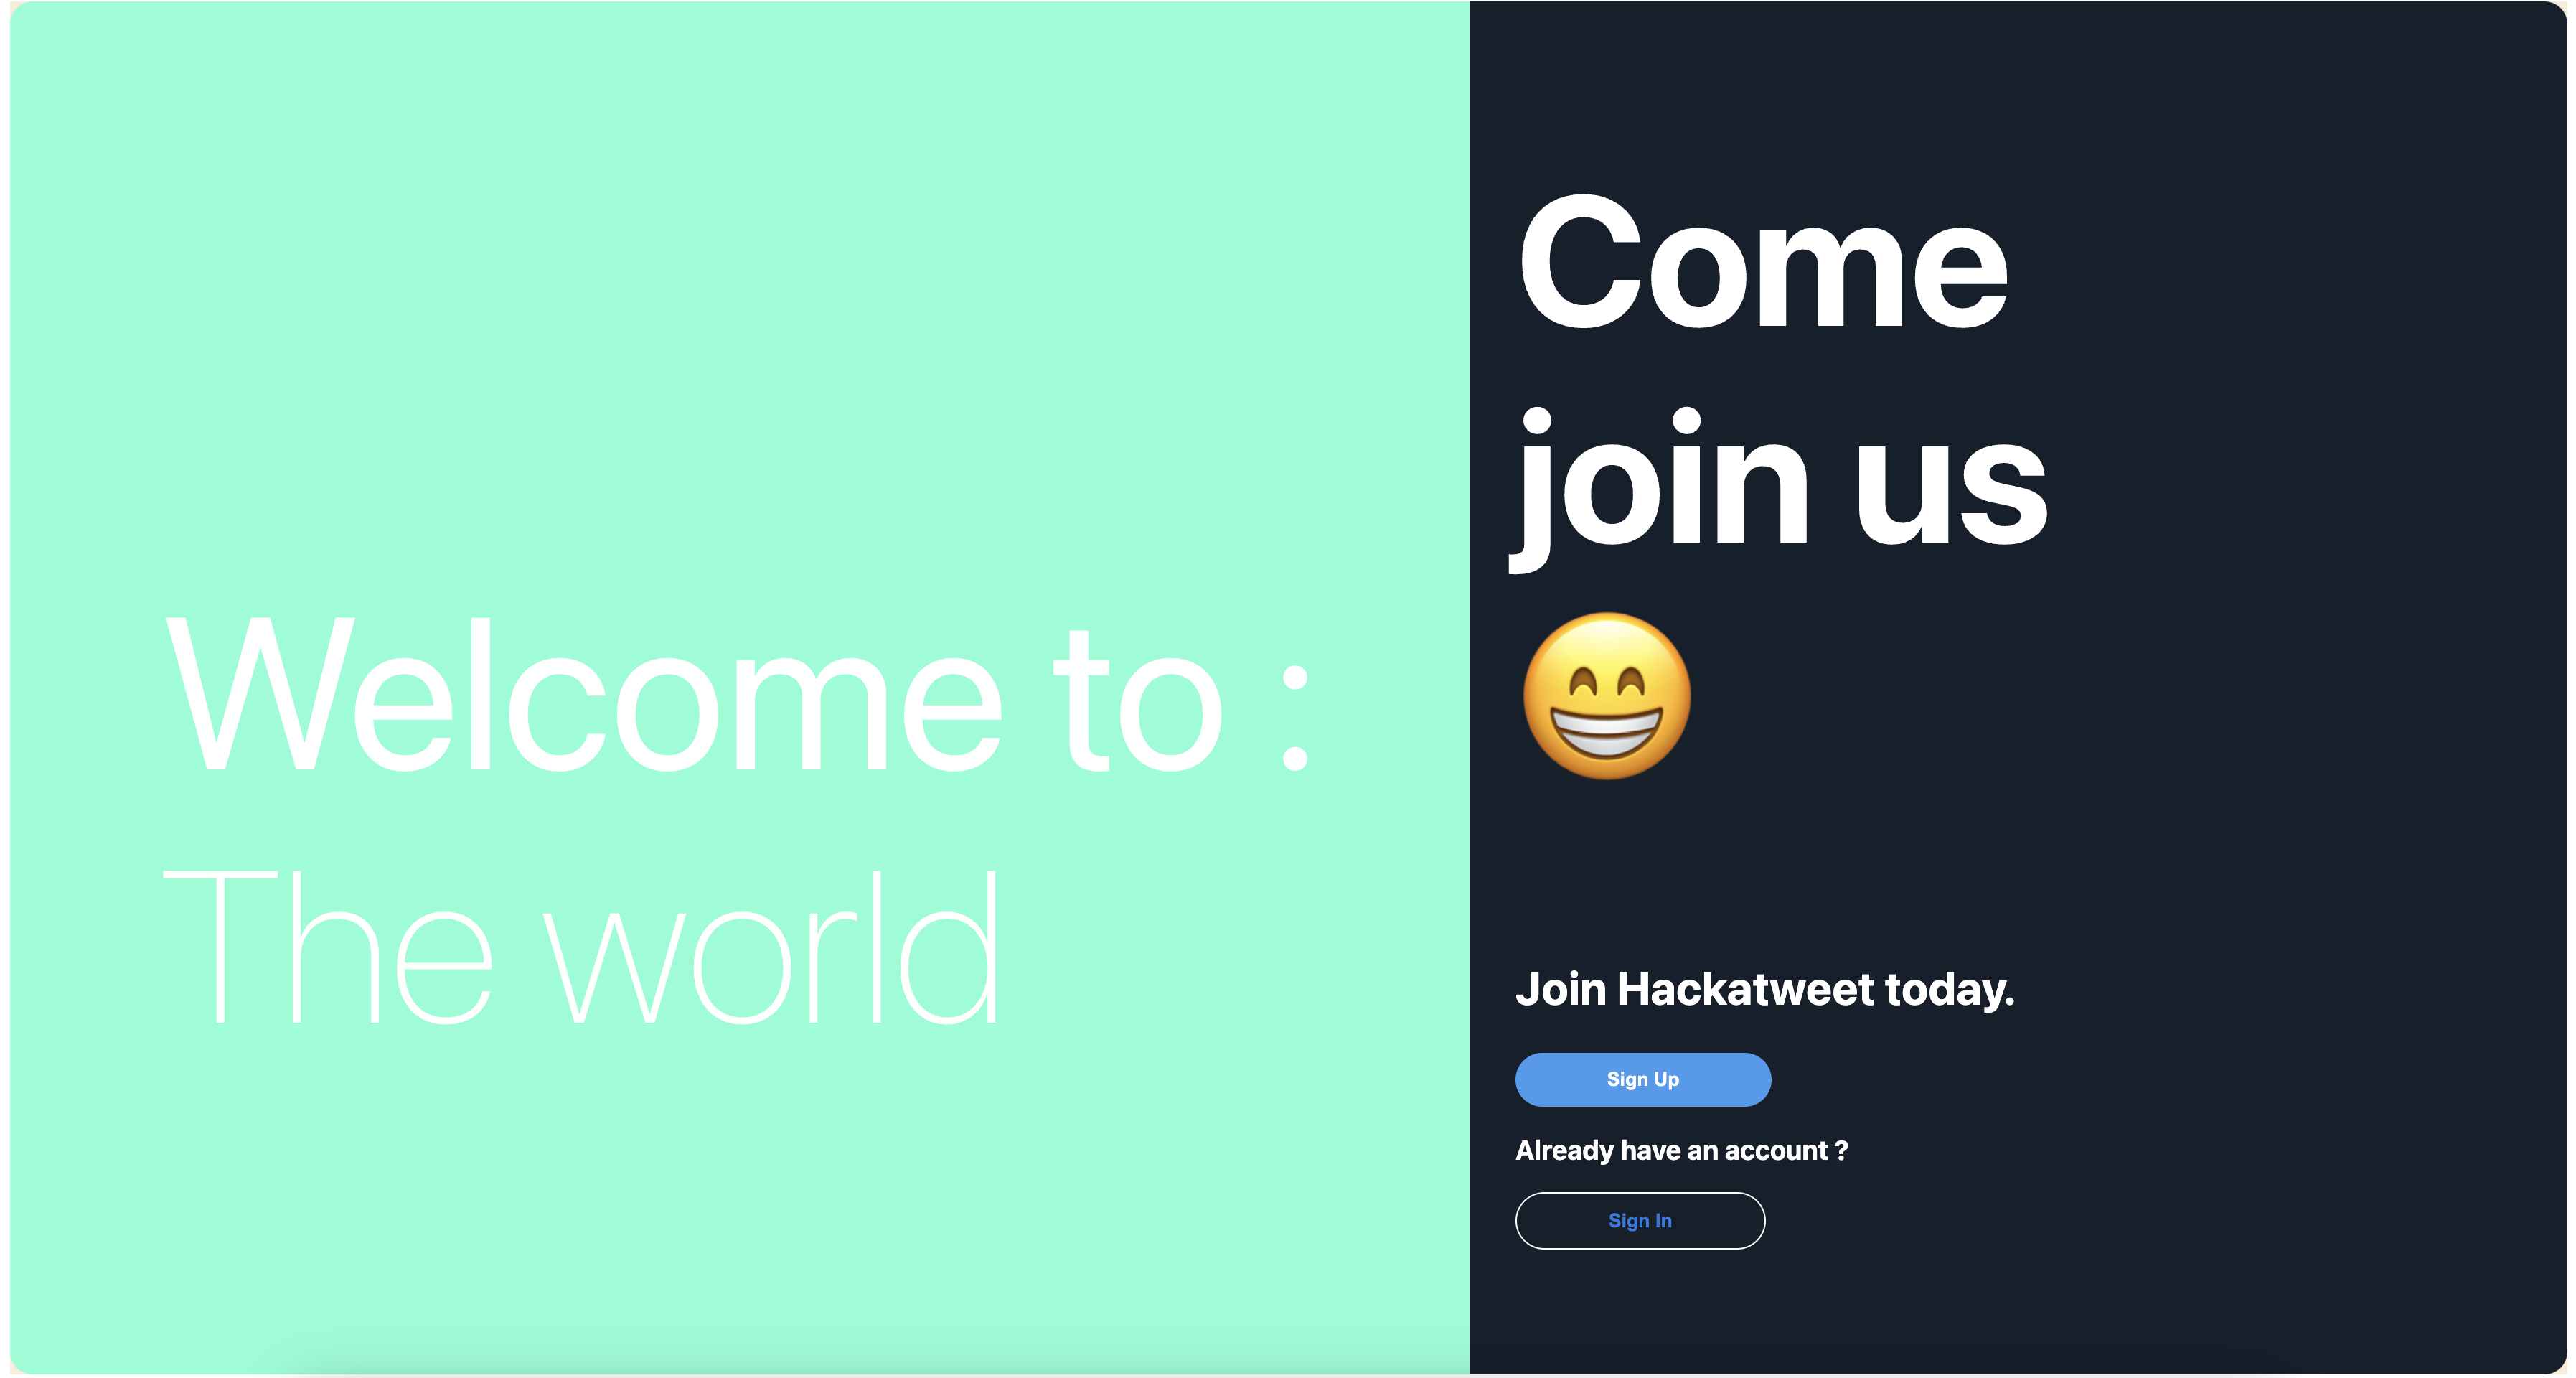 Welcome to :
The world
Come
join us
😁
Join Hackatweet today.
Sign Up
Already have an account ?
Sign In